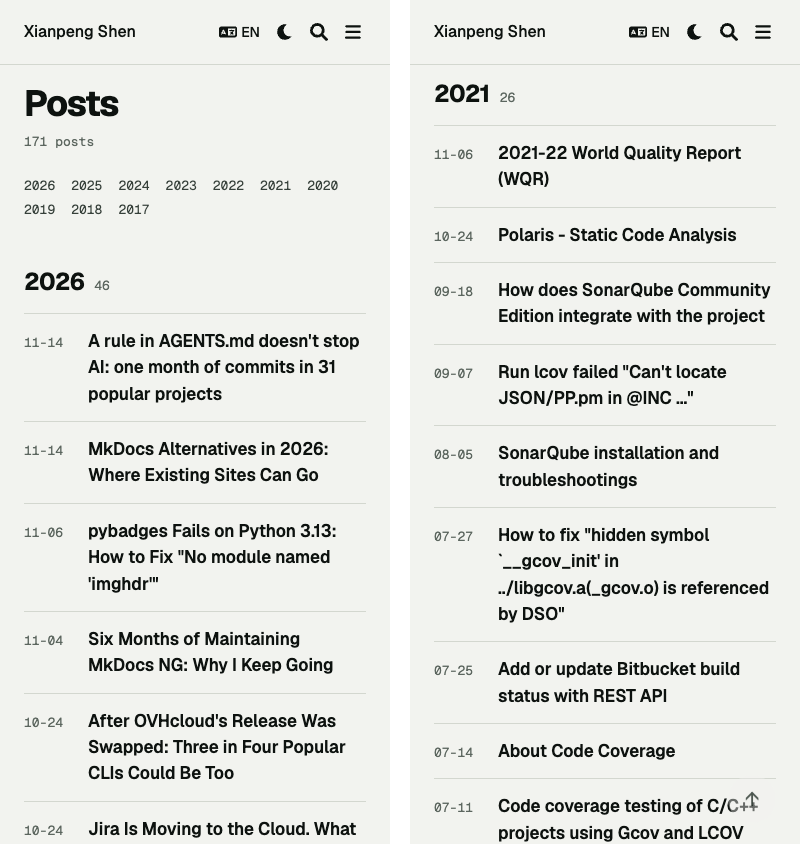 Xianpeng Shen
EN
Posts
171 posts
2026 2025 2024 2023 2022 2021 2020
2019 2018 2017
2026 46
11-14 A rule in AGENTS.md doesn't stop
AI: one month of commits in 31
popular projects
11-14 MkDocs Alternatives in 2026:
Where Existing Sites Can Go
11-06 pybadges Fails on Python 3.13:
How to Fix "No module named
'imghdr'"
11-04 Six Months of Maintaining
MkDocs NG: Why I Keep Going
10-24 After OVHcloud's Release Was
Swapped: Three in Four Popular
CLIs Could Be Too
10-24 Jira Is Moving to the Cloud. What
Xianpeng Shen
EN
2021 26
11-06 2021-22 World Quality Report
(WQR)
10-24 Polaris - Static Code Analysis
09-18 How does SonarQube Community
Edition integrate with the project
09-07 Run lcov failed "Can't locate
JSON/PP.pm in @INC ..."
08-05 SonarQube installation and
troubleshootings
07-27 How to fix "hidden symbol
`__gcov_init' in
../libgcov.a(_gcov.o) is referenced
by DSO"
07-25 Add or update Bitbucket build
status with REST API
07-14 About Code Coverage
07-11 Code coverage testing of C/C++
projects using Gcov and LCOV